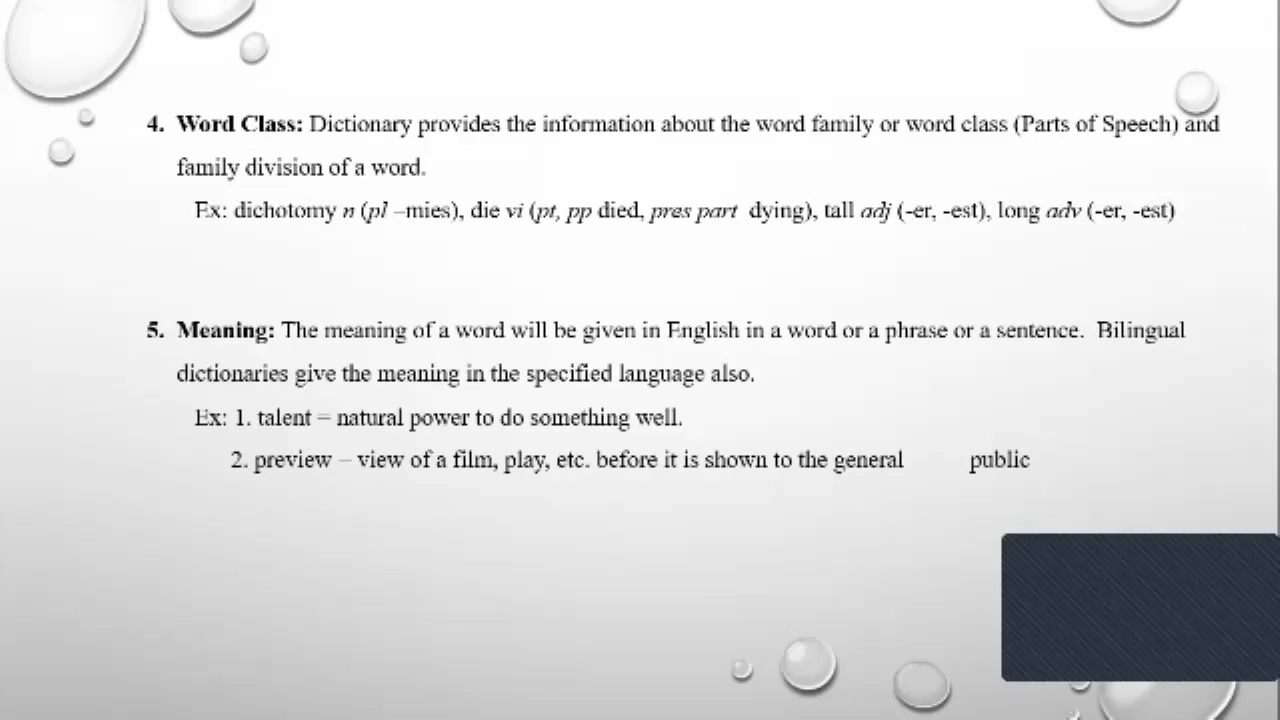 4. Word Class: Dictionary provides the information about the word family or word class (Parts of Speech) and
family division of a word.
Ex: dichotomy n (pl –mies), die vi (pt, pp died, pres part dying), tall adj (-er, -est), long adv (-er, -est)
5. Meaning: The meaning of a word will be given in English in a word or a phrase or a sentence. Bilingual
dictionaries give the meaning in the specified language also.
Ex: 1. talent = natural power to do something well.
2. preview – view of a film, play, etc. before it is shown to the general public